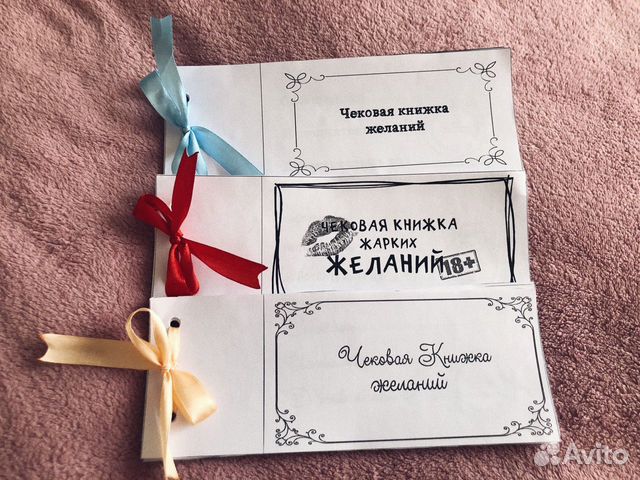 Чековая книжка
желаний
ЧЕКОВАЯ КНИЖКА
ЖАРКИХ
ЖЕЛАНИЙ 18+
Чековая Книжка
желаний
Avito